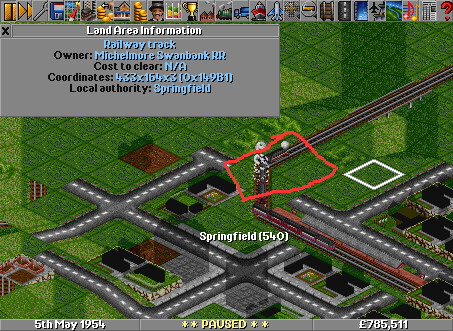 Land Area Information
Railway track
Owner: Michelmore Swanbank RR
Cost to clear: N/A
Coordinates: 433x164x3 (0x149B1)
Local authority: Springfield
Springfield (540)
5th May 1954
* * PAUSED * *
£785,511